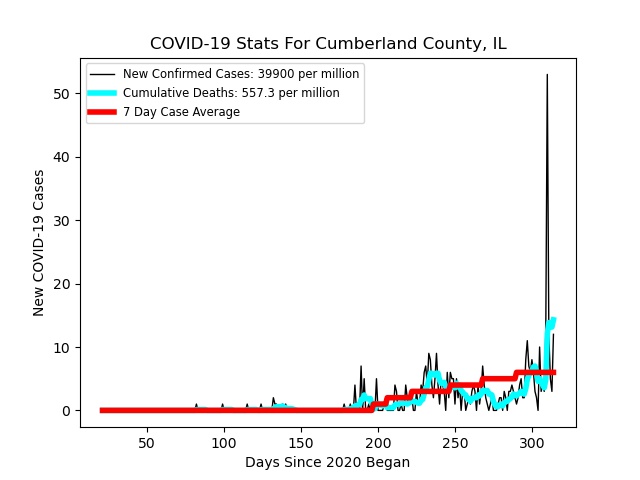 COVID-19 Stats For Cumberland County, IL
New Confirmed Cases: 39900 per million
Cumulative Deaths: 557.3 per million
7 Day Case Average
New COVID-19 Cases
50
40
30
20
10
0
50 100 150 200 250 300
Days Since 2020 Began